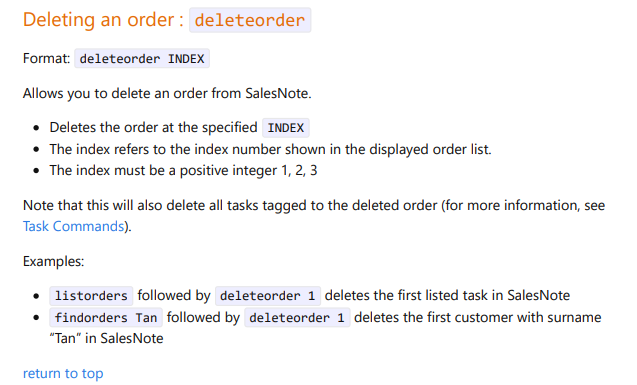 Deleting an order : deleteorder
Format: deleteorder INDEX
Allows you to delete an order from SalesNote.
• Deletes the order at the specified INDEX
• The index refers to the index number shown in the displayed order list.
• The index must be a positive integer 1, 2, 3
Note that this will also delete all tasks tagged to the deleted order (for more information, see
Task Commands).
Examples:
• listorders followed by deleteorder 1 deletes the first listed task in SalesNote
• findorders Tan followed by deleteorder 1 deletes the first customer with surname
“Tan” in SalesNote
return to top